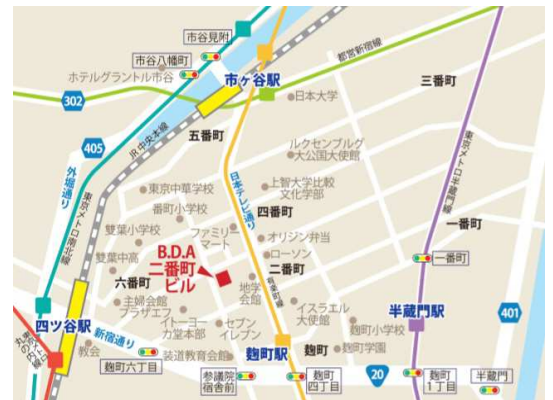 市谷見附
市谷八幡町
ホテルグラントル市谷
市ヶ谷駅
都営新宿線
三番町
日本大学
302
JR中央本線
五番町
405
ルクセンブルグ
大公国大使館
外堀通り
東京メトロ南北線
東京メトロ半蔵門線
日本テレビ通り
東京中華学校
上智大学比較
文化学部
番町小学校
四番町
一番町
双葉小学校
ファミリー
マート
オリジン弁当
双葉中高
B.D.A
二番町
ビル
ローソン
二番町
一番町
六番町
地学
会館
有楽町線
主婦会館
プラザエフ
イスラエル
大使館
半蔵門駅
401
四ツ谷駅
新宿通り
イトーヨー
カ堂本部
セブン
イレブン
麹町小学校
麹町駅
麹町
麹町学園
教会
装道教育会館
麹町六丁目
参議院
宿舎前
麹町
四丁目
20
麹町
1丁目
半蔵門